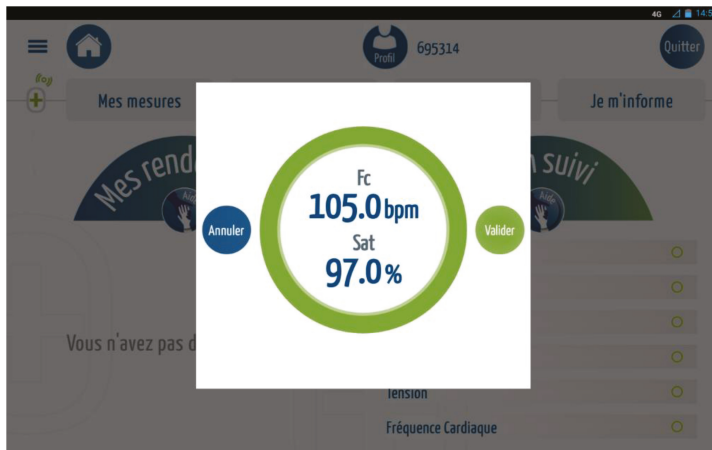 4G 14:5
Profil
695314
Quitter
Mes mesures
Je m'informe
Mes rend
suivi
Aide
Aide
Fc
105.0 bpm
Annuler
Valider
Sat
97.0 %
Vous n'avez pas d
Tension
Fréquence Cardiaque